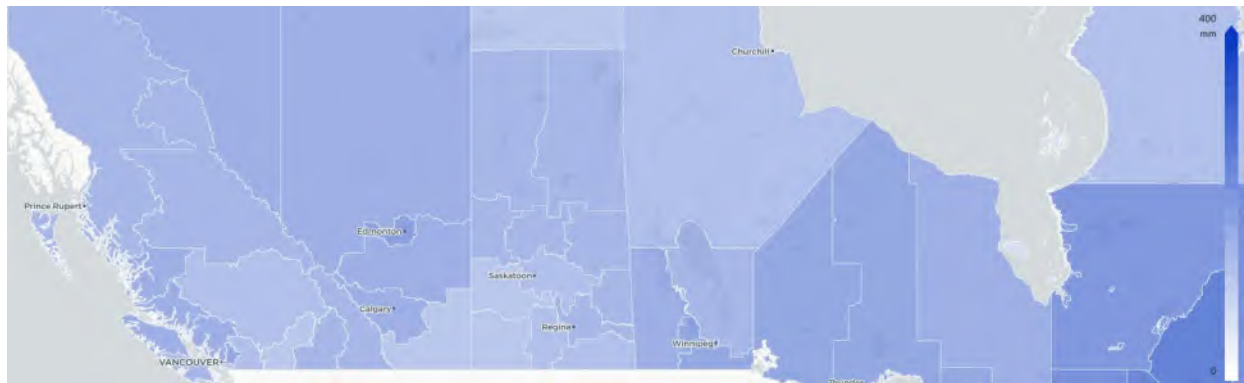 400
mm
Churchill
Prince Rupert
Edmonton
Saskatoon
Calgary
Regina
Winnipeg
VANCOUVER
0